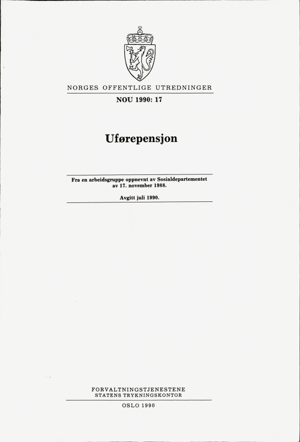 NORGES OFFENTLIGE UTREDNINGER
NOU 1990: 17
Uførepensjon
Fra en arbeidsgruppe oppnevnt av Sosialdepartementet
av 17. november 1988.
Avgitt juli 1990.
FORVALTNINGSTJENESTENE
STATENS TRYKNINGSKONTOR
OSLO 1990